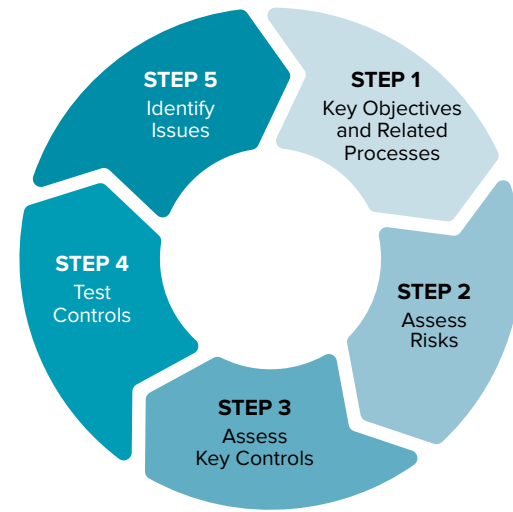 STEP 1
Key Objectives
and Related
Processes
STEP 2
Assess
Risks
STEP 3
Assess
Key Controls
STEP 4
Test
Controls
STEP 5
Identify
Issues